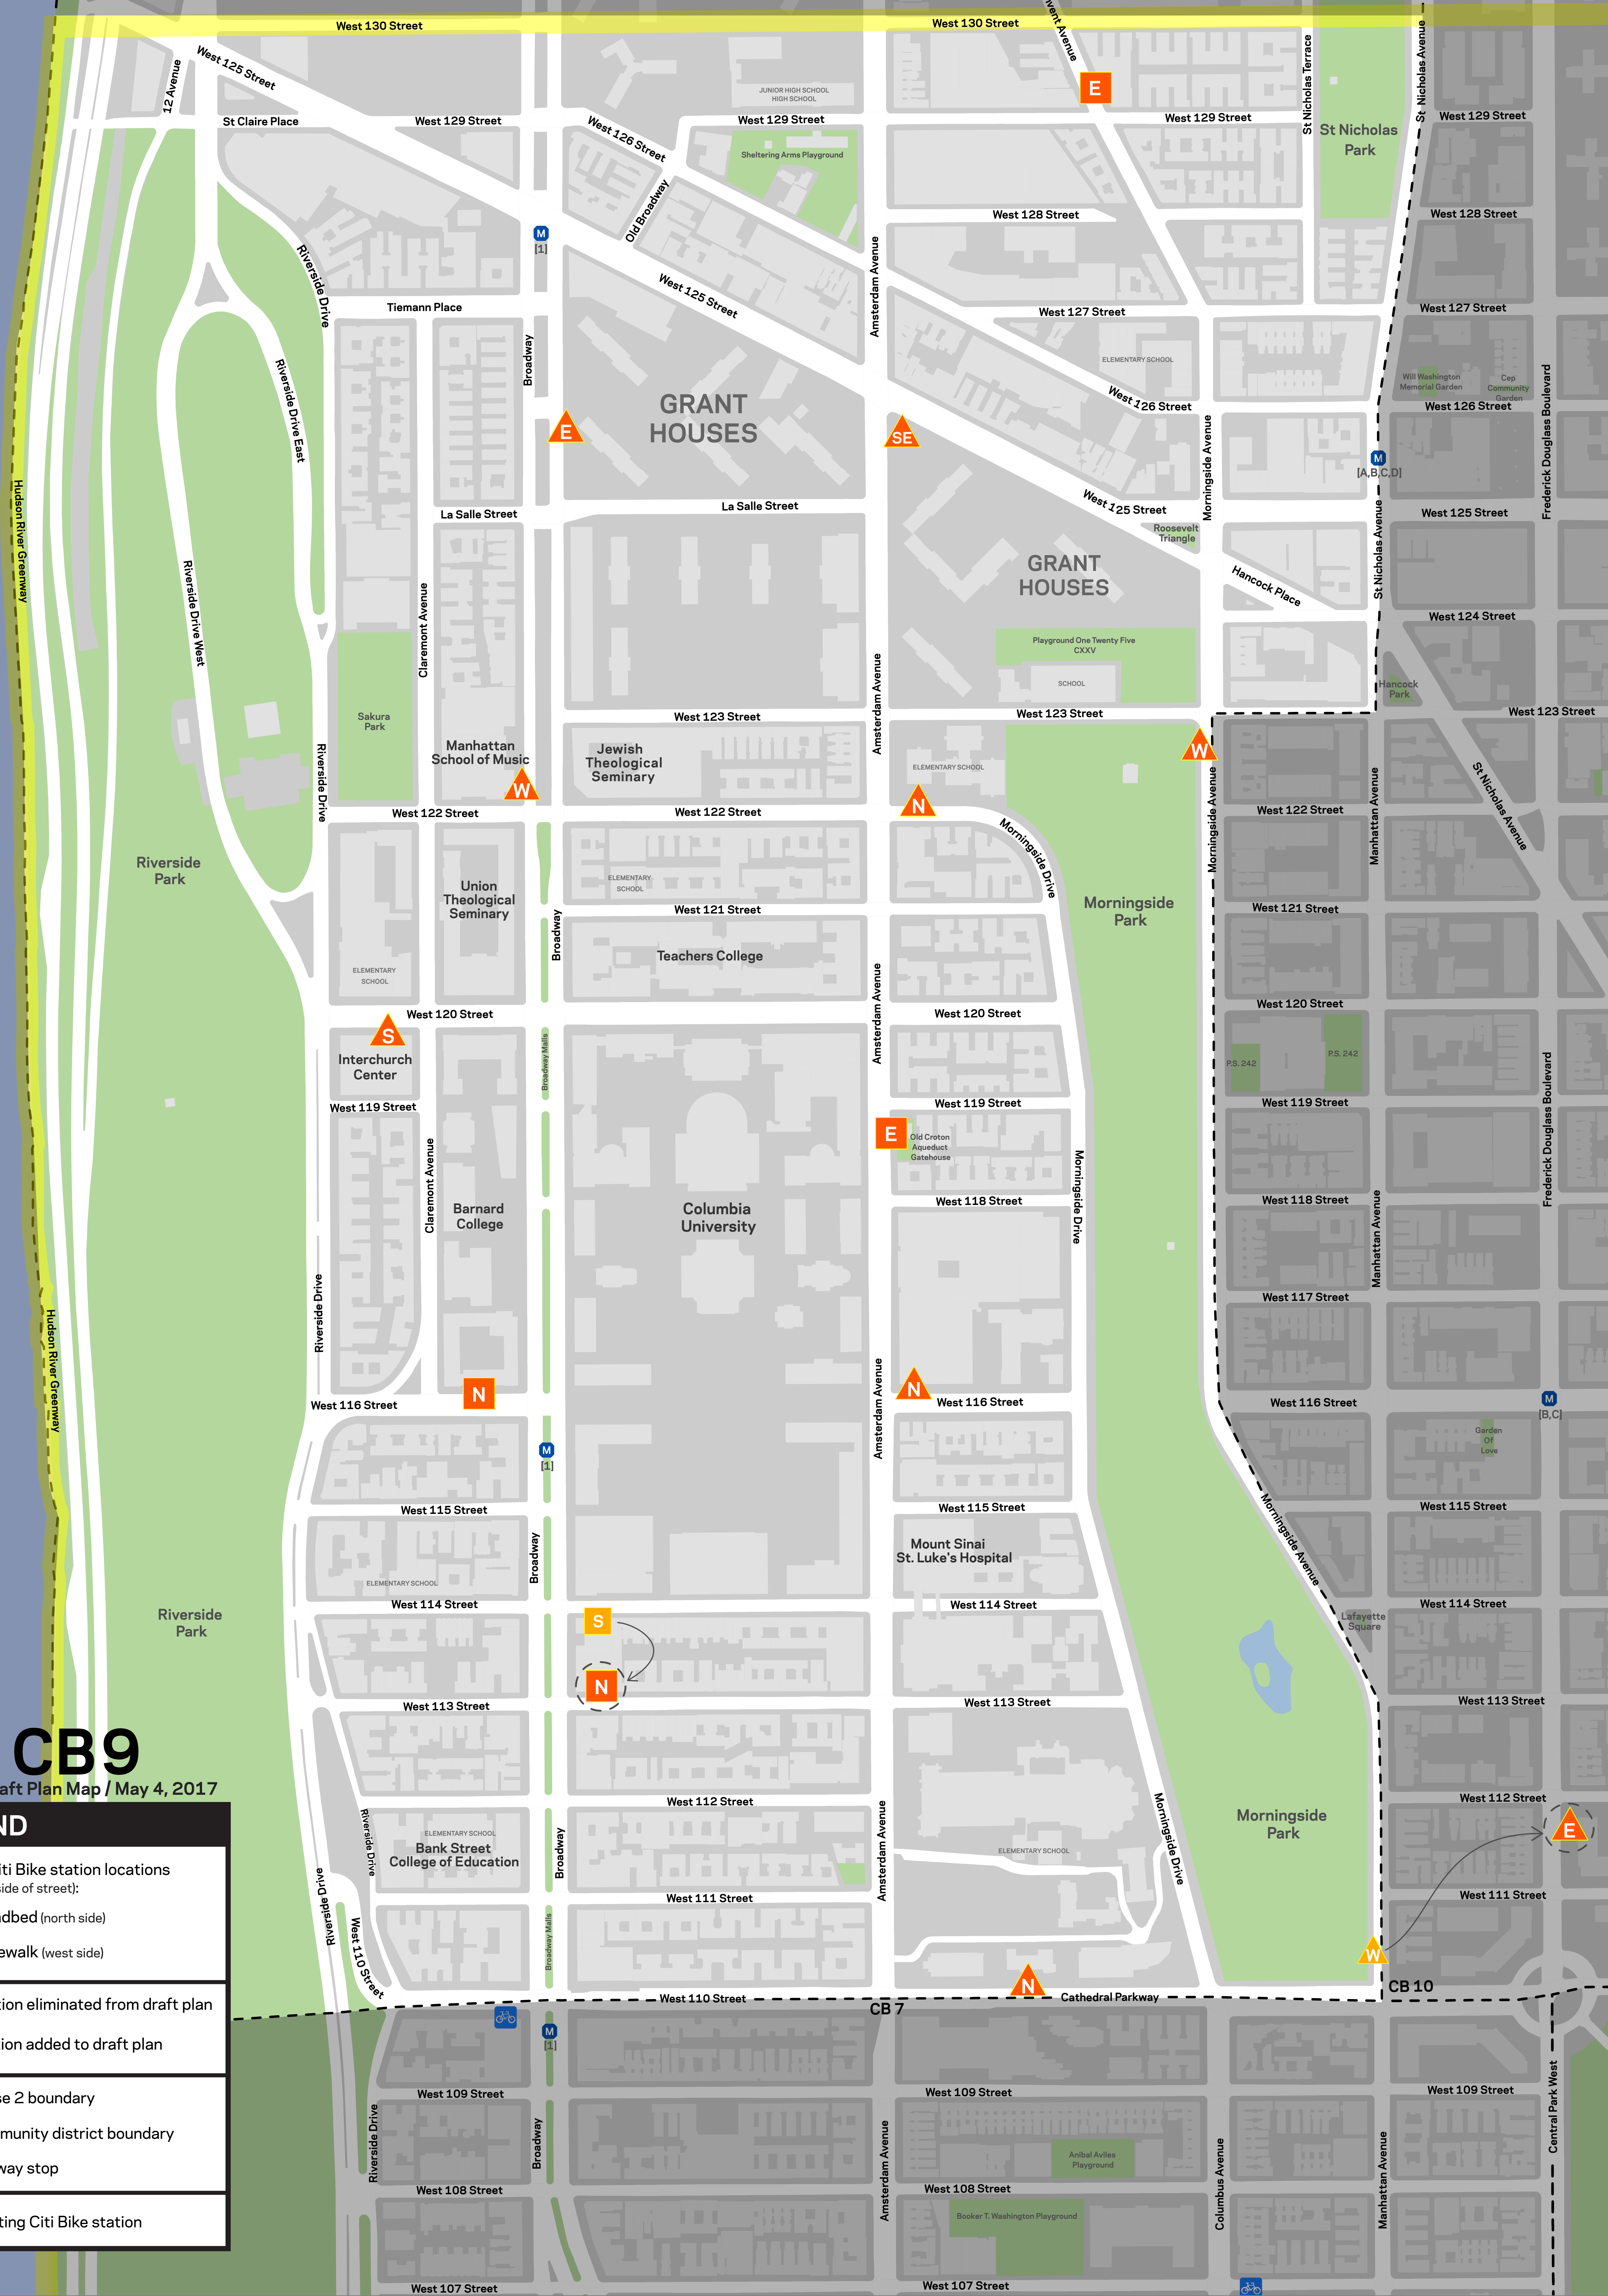 West 130 Street
West 130 Street
Avenue
St Nicholas Avenue
West 125 Street
12 Avenue
E
JUNIOR HIGH SCHOOL
HIGH SCHOOL
St Nicholas Terrace
St Nicholas Avenue
St Claire Place
West 129 Street
West 126 Street
West 129 Street
West 129 Street
St Nicholas
Park
West 129 Street
Sheltering Arms Playground
Old Broadway
West 128 Street
West 128 Street
M
[1]
Riverside Drive
Amsterdam Avenue
West 125 Street
Tiemann Place
West 127 Street
West 127 Street
Broadway
Riverside Drive East
ELEMENTARY SCHOOL
Will Washington
Memorial Garden
Cep
Community
Garden
GRANT
HOUSES
West 126 Street
West 126 Street
Frederick Douglass Boulevard
E
SE
Morningside Avenue
M
[A,B,C,D]
Hudson River Greenway
La Salle Street
La Salle Street
West 125 Street
West 125 Street
Roosevelt
Triangle
St Nicholas Avenue
GRANT
HOUSES
Hancock Place
Riverside Drive West
Claremont Avenue
West 124 Street
Playground One Twenty Five
CXXV
SCHOOL
Hancock
Park
Amsterdam Avenue
Sakura
Park
West 123 Street
West 123 Street
West 123 Street
Riverside Drive
Manhattan
School of Music
Jewish
Theological
Seminary
ELEMENTARY SCHOOL
W
W
N
Morningside Avenue
Manhattan Avenue
St Nicholas Avenue
West 122 Street
West 122 Street
West 122 Street
Morningside Drive
Riverside
Park
Union
Theological
Seminary
ELEMENTARY
SCHOOL
Morningside
Park
West 121 Street
West 121 Street
Broadway
Teachers College
ELEMENTARY
SCHOOL
Amsterdam Avenue
West 120 Street
West 120 Street
West 120 Street
S
Interchurch
Center
Broadway Malls
P.S. 242
P.S. 242
Frederick Douglass Boulevard
West 119 Street
West 119 Street
West 119 Street
E
Old Croton
Aqueduct
Gatehouse
Claremont Avenue
Morningside Drive
Barnard
College
Columbia
University
West 118 Street
West 118 Street
Manhattan Avenue
Riverside Drive
West 117 Street
Hudson River Greenway
N
N
Amsterdam Avenue
West 116 Street
West 116 Street
West 116 Street
M
[B,C]
M
[1]
Garden
Of
Love
West 115 Street
West 115 Street
West 115 Street
Morningside Avenue
Broadway
Mount Sinai
St. Luke's Hospital
ELEMENTARY SCHOOL
West 114 Street
West 114 Street
West 114 Street
Riverside
Park
S
Lafayette
Square
N
West 113 Street
West 113 Street
West 113 Street
CB9
aft Plan Map / May 4, 2017
West 112 Street
West 112 Street
ND
Riverside Drive
ELEMENTARY SCHOOL
Bank Street
College of Education
Broadway
Amsterdam Avenue
ELEMENTARY SCHOOL
Morningside Drive
Morningside
Park
E
iti Bike station locations
side of street):
West 111 Street
West 111 Street
dbed (north side)
ewalk (west side)
Riverside Drive
West 110 Street
Broadway Malls
W
N
tion eliminated from draft plan
West 110 Street
Cathedral Parkway
CB 10
CB 7
ion added to draft plan
M
[1]
se 2 boundary
West 109 Street
West 109 Street
West 109 Street
munity district boundary
way stop
Riverside Drive
Broadway
Amsterdam Avenue
Anibal Aviles
Playground
Columbus Avenue
Manhattan Avenue
Central Park West
West 108 Street
West 108 Street
ting Citi Bike station
Booker T. Washington Playground
West 107 Street
West 107 Street